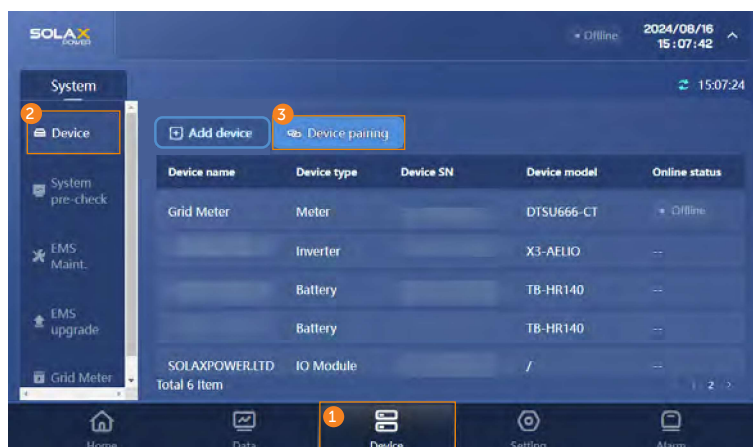 SOLAX
POWER
Offline
2024/08/16
15:07:42
System
15:07:24
2
3
Device
Add device
Device pairing
Device name Device type Device SN Device model Online status
System
pre-check
Grid Meter Meter DTSU666-CT Offline
EMS
Maint.
Inverter X3-AELIO --
Battery TB-HR140 --
EMS
upgrade
Battery TB-HR140 --
Grid Meter
SOLAXPOWER.LTD IO Module / --
Total 6 Item
1 2 >
1
Home Data Device Setting Alarm